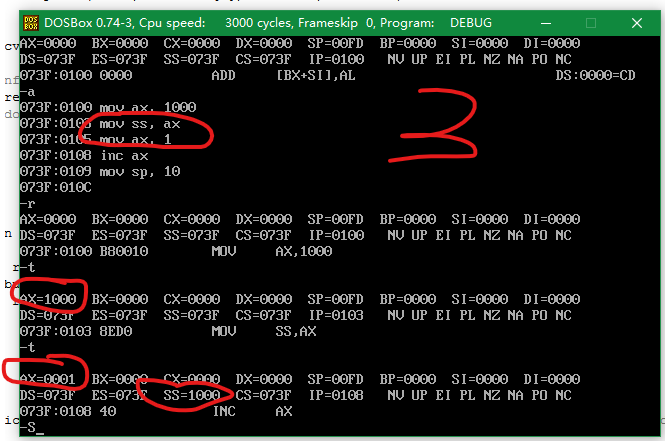 DOSBox 0.74-3, Cpu speed: 3000 cycles, Frameskip 0, Program: DEBUG
AX=0000 BX=0000 CX=0000 DX=0000 SP=00FD BP=0000 SI=0000 DI=0000
DS=073F ES=073F SS=073F CS=073F IP=0100 NV UP EI PL NZ NA PO NC
073F:0100 0000 ADD [BX+SI],AL DS:0000=CD
-a
073F:0100 mov ax, 1000
073F:0103 mov ss, ax
073F:0105 mov ax, 1
073F:0108 inc ax
073F:0109 mov sp, 10
073F:010C
-r
AX=0000 BX=0000 CX=0000 DX=0000 SP=00FD BP=0000 SI=0000 DI=0000
DS=073F ES=073F SS=073F CS=073F IP=0100 NV UP EI PL NZ NA PO NC
073F:0100 B80010 MOV AX,1000
-t
AX=1000 BX=0000 CX=0000 DX=0000 SP=00FD BP=0000 SI=0000 DI=0000
DS=073F ES=073F SS=073F CS=073F IP=0103 NV UP EI PL NZ NA PO NC
073F:0103 8ED0 MOV SS,AX
-t
AX=0001 BX=0000 CX=0000 DX=0000 SP=00FD BP=0000 SI=0000 DI=0000
DS=073F ES=073F SS=1000 CS=073F IP=0108 NV UP EI PL NZ NA PO NC
073F:0108 40 INC AX
-S_
3